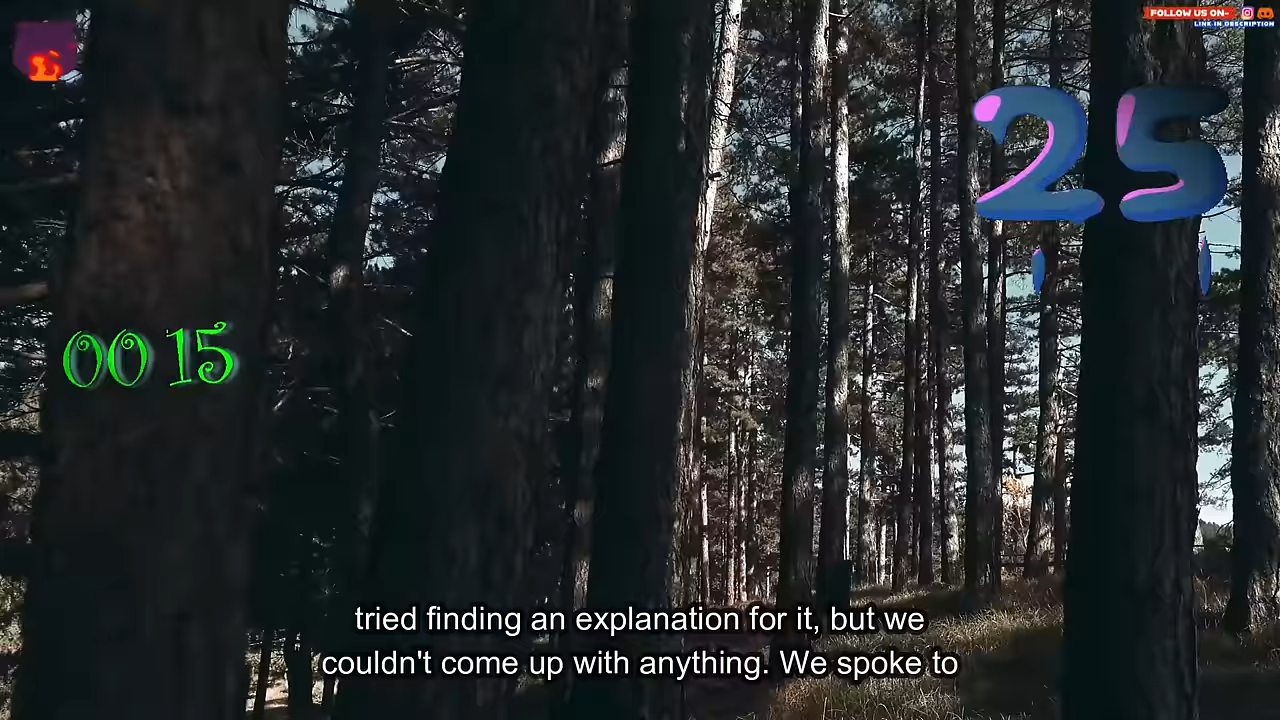 FOLLOW US ON-
LINK IN DESCRIPTION
25
00 15
tried finding an explanation for it, but we
couldn't come up with anything. We spoke to